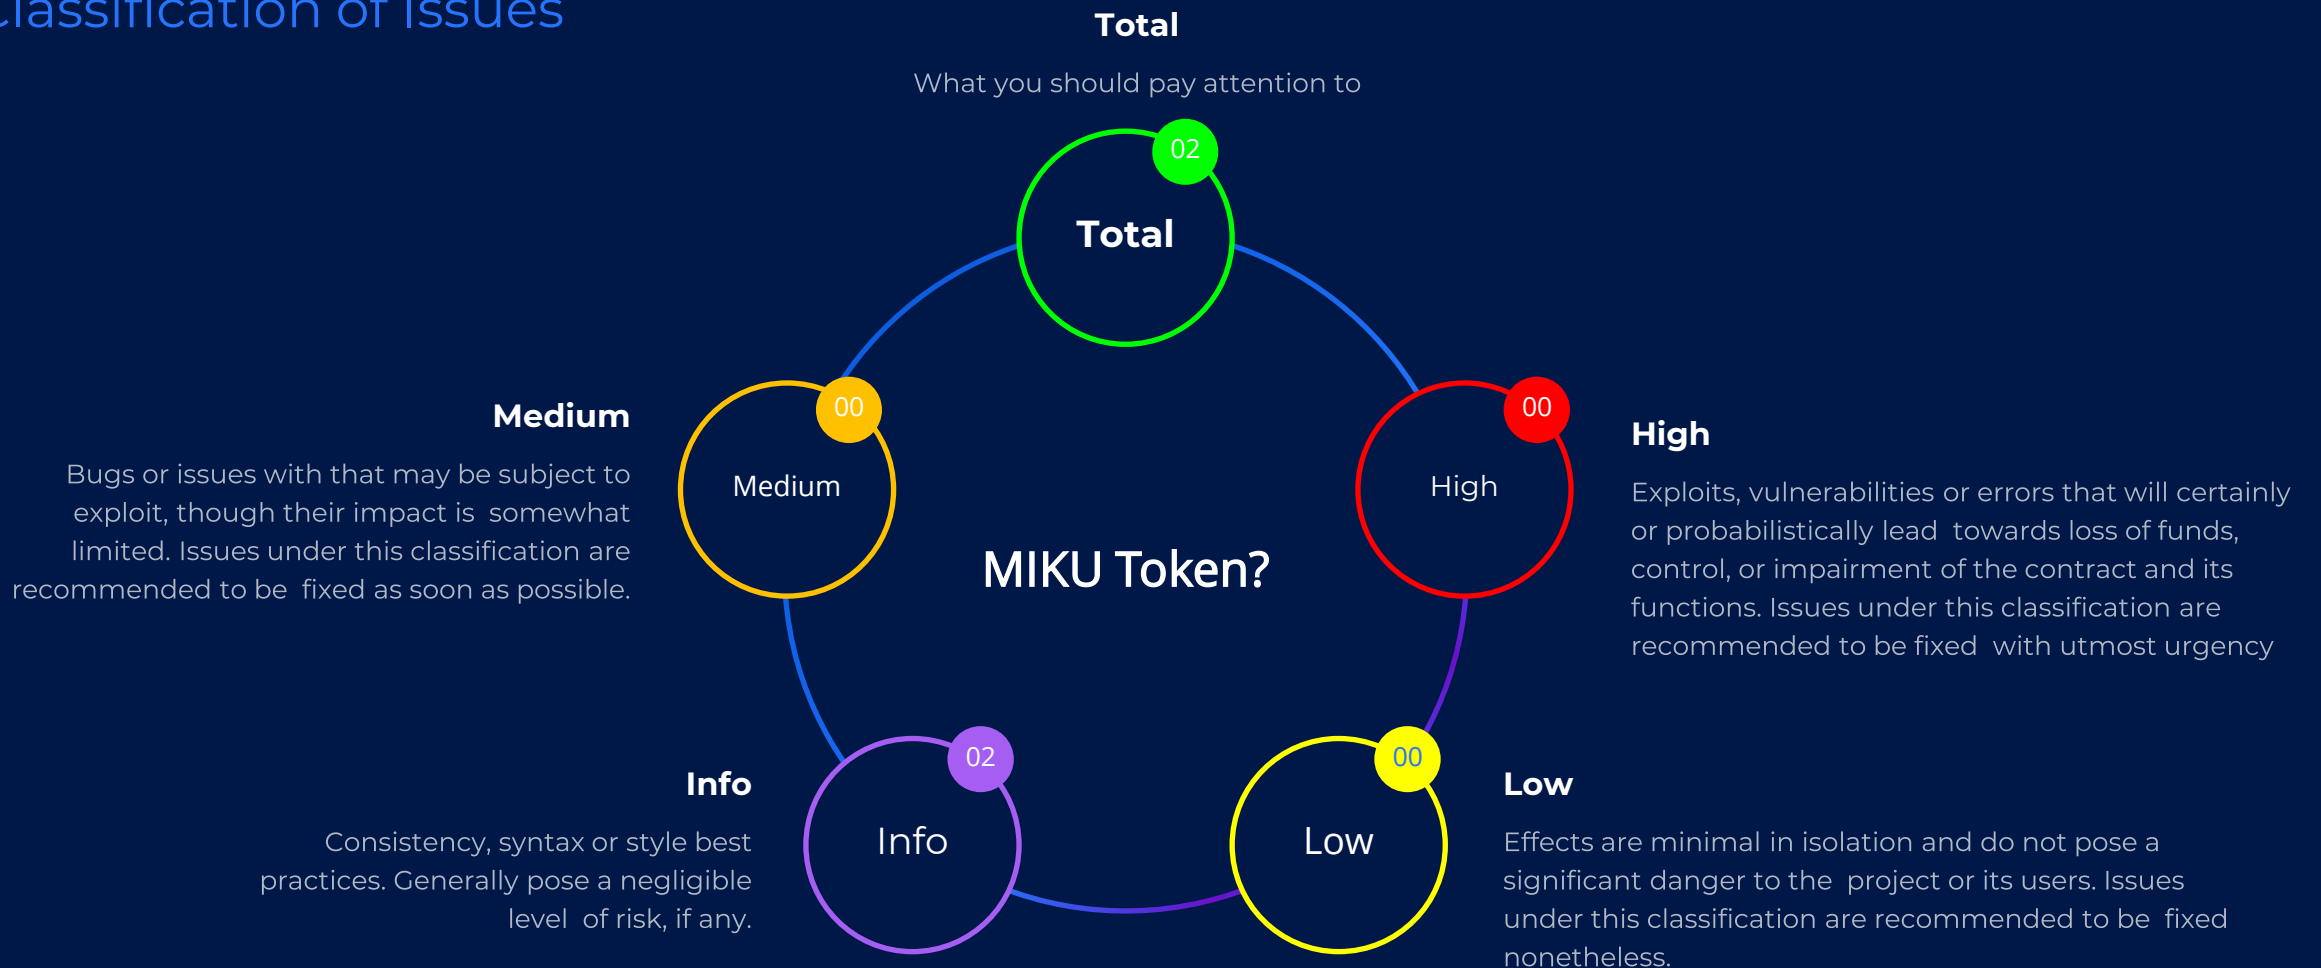 Classification of Issues
Total
What you should pay attention to
02
Total
Medium
Bugs or issues with that may be subject to
exploit, though their impact is somewhat
limited. Issues under this classification are
recommended to be fixed as soon as possible.
00
Medium
00
High
High
Exploits, vulnerabilities or errors that will certainly
or probabilistically lead towards loss of funds,
control, or impairment of the contract and its
functions. Issues under this classification are
recommended to be fixed with utmost urgency
MIKU Token?
Info
Consistency, syntax or style best
practices. Generally pose a negligible
level of risk, if any.
02
Info
00
Low
Low
Effects are minimal in isolation and do not pose a
significant danger to the project or its users. Issues
under this classification are recommended to be fixed
nonetheless.